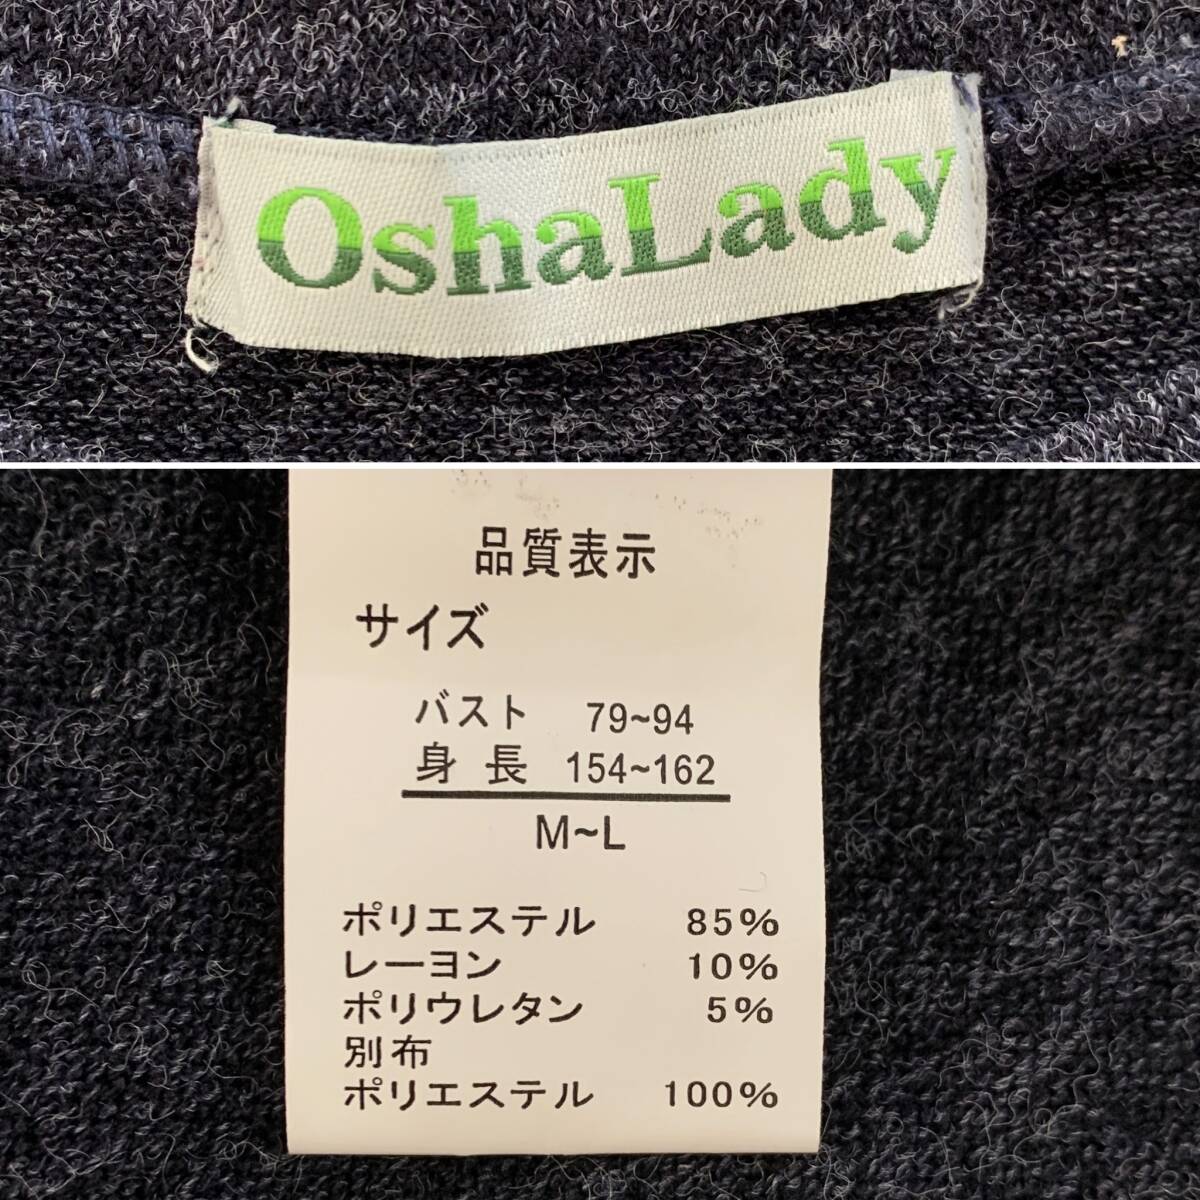 OshaLady
品質表示
サイズ
バスト 79~94
身長 154~162
M~L
ポリエステル 85%
レーヨン 10%
ポリウレタン 5%
別布
ポリエステル 100%